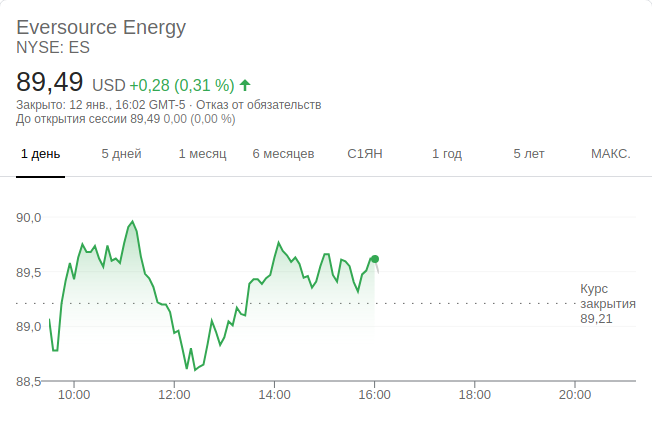 Eversource Energy
NYSE: ES
89,49 USD +0,28 (0,31 %)
Закрыто: 12 янв., 16:02 GMT-5 · Отказ от обязательств
До открытия сессии 89,49 0,00 (0,00 %)
1 день 5 дней 1 месяц 6 месяцев С1ЯН 1 год 5 лет МАКС.
90,0
89,5
Курс
закрытия
89,21
89,0
88,5
10:00 12:00 14:00 16:00 18:00 20:00